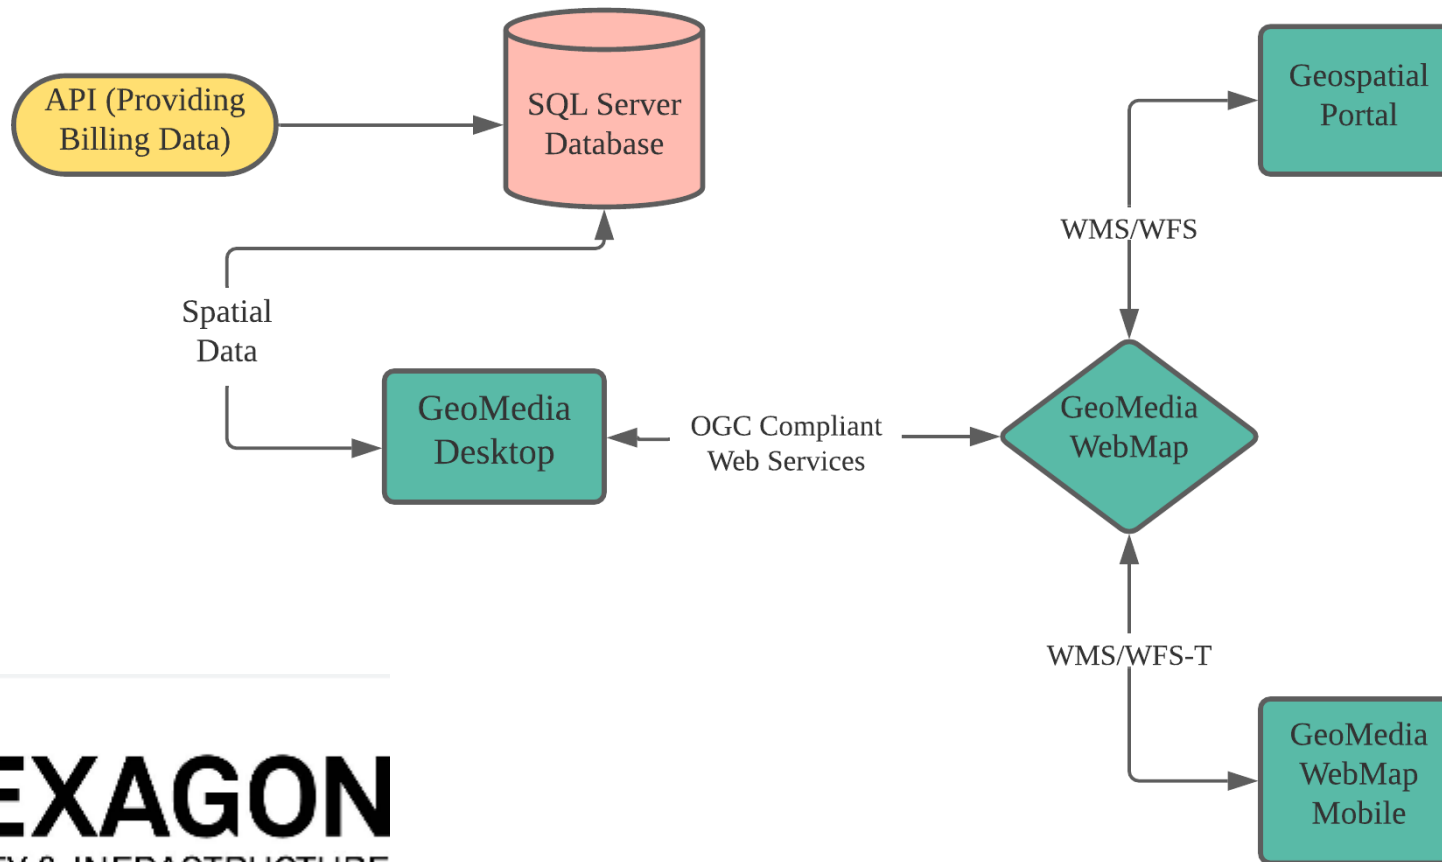 API (Providing
Billing Data)
SQL Server
Database
Geospatial
Portal
WMS/WFS
Spatial
Data
GeoMedia
Desktop
OGC Compliant
Web Services
GeoMedia
WebMap
WMS/WFS-T
GeoMedia
WebMap
Mobile
EXAGON
& INFRASTRUCTURE